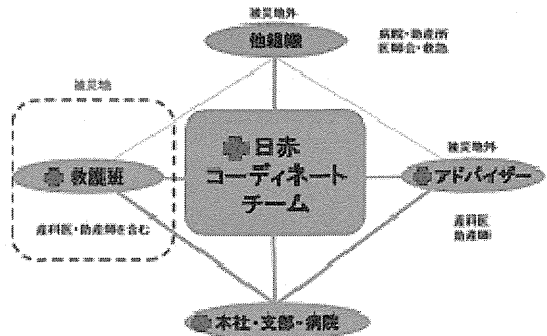 被災地外
他組織
病院・助産所
医師会・救急
被災地
日赤
コーディネート
チーム
救護班
産科医・助産師を含む
被災地外
アドバイザー
産科医
助産師
本社・支部・病院